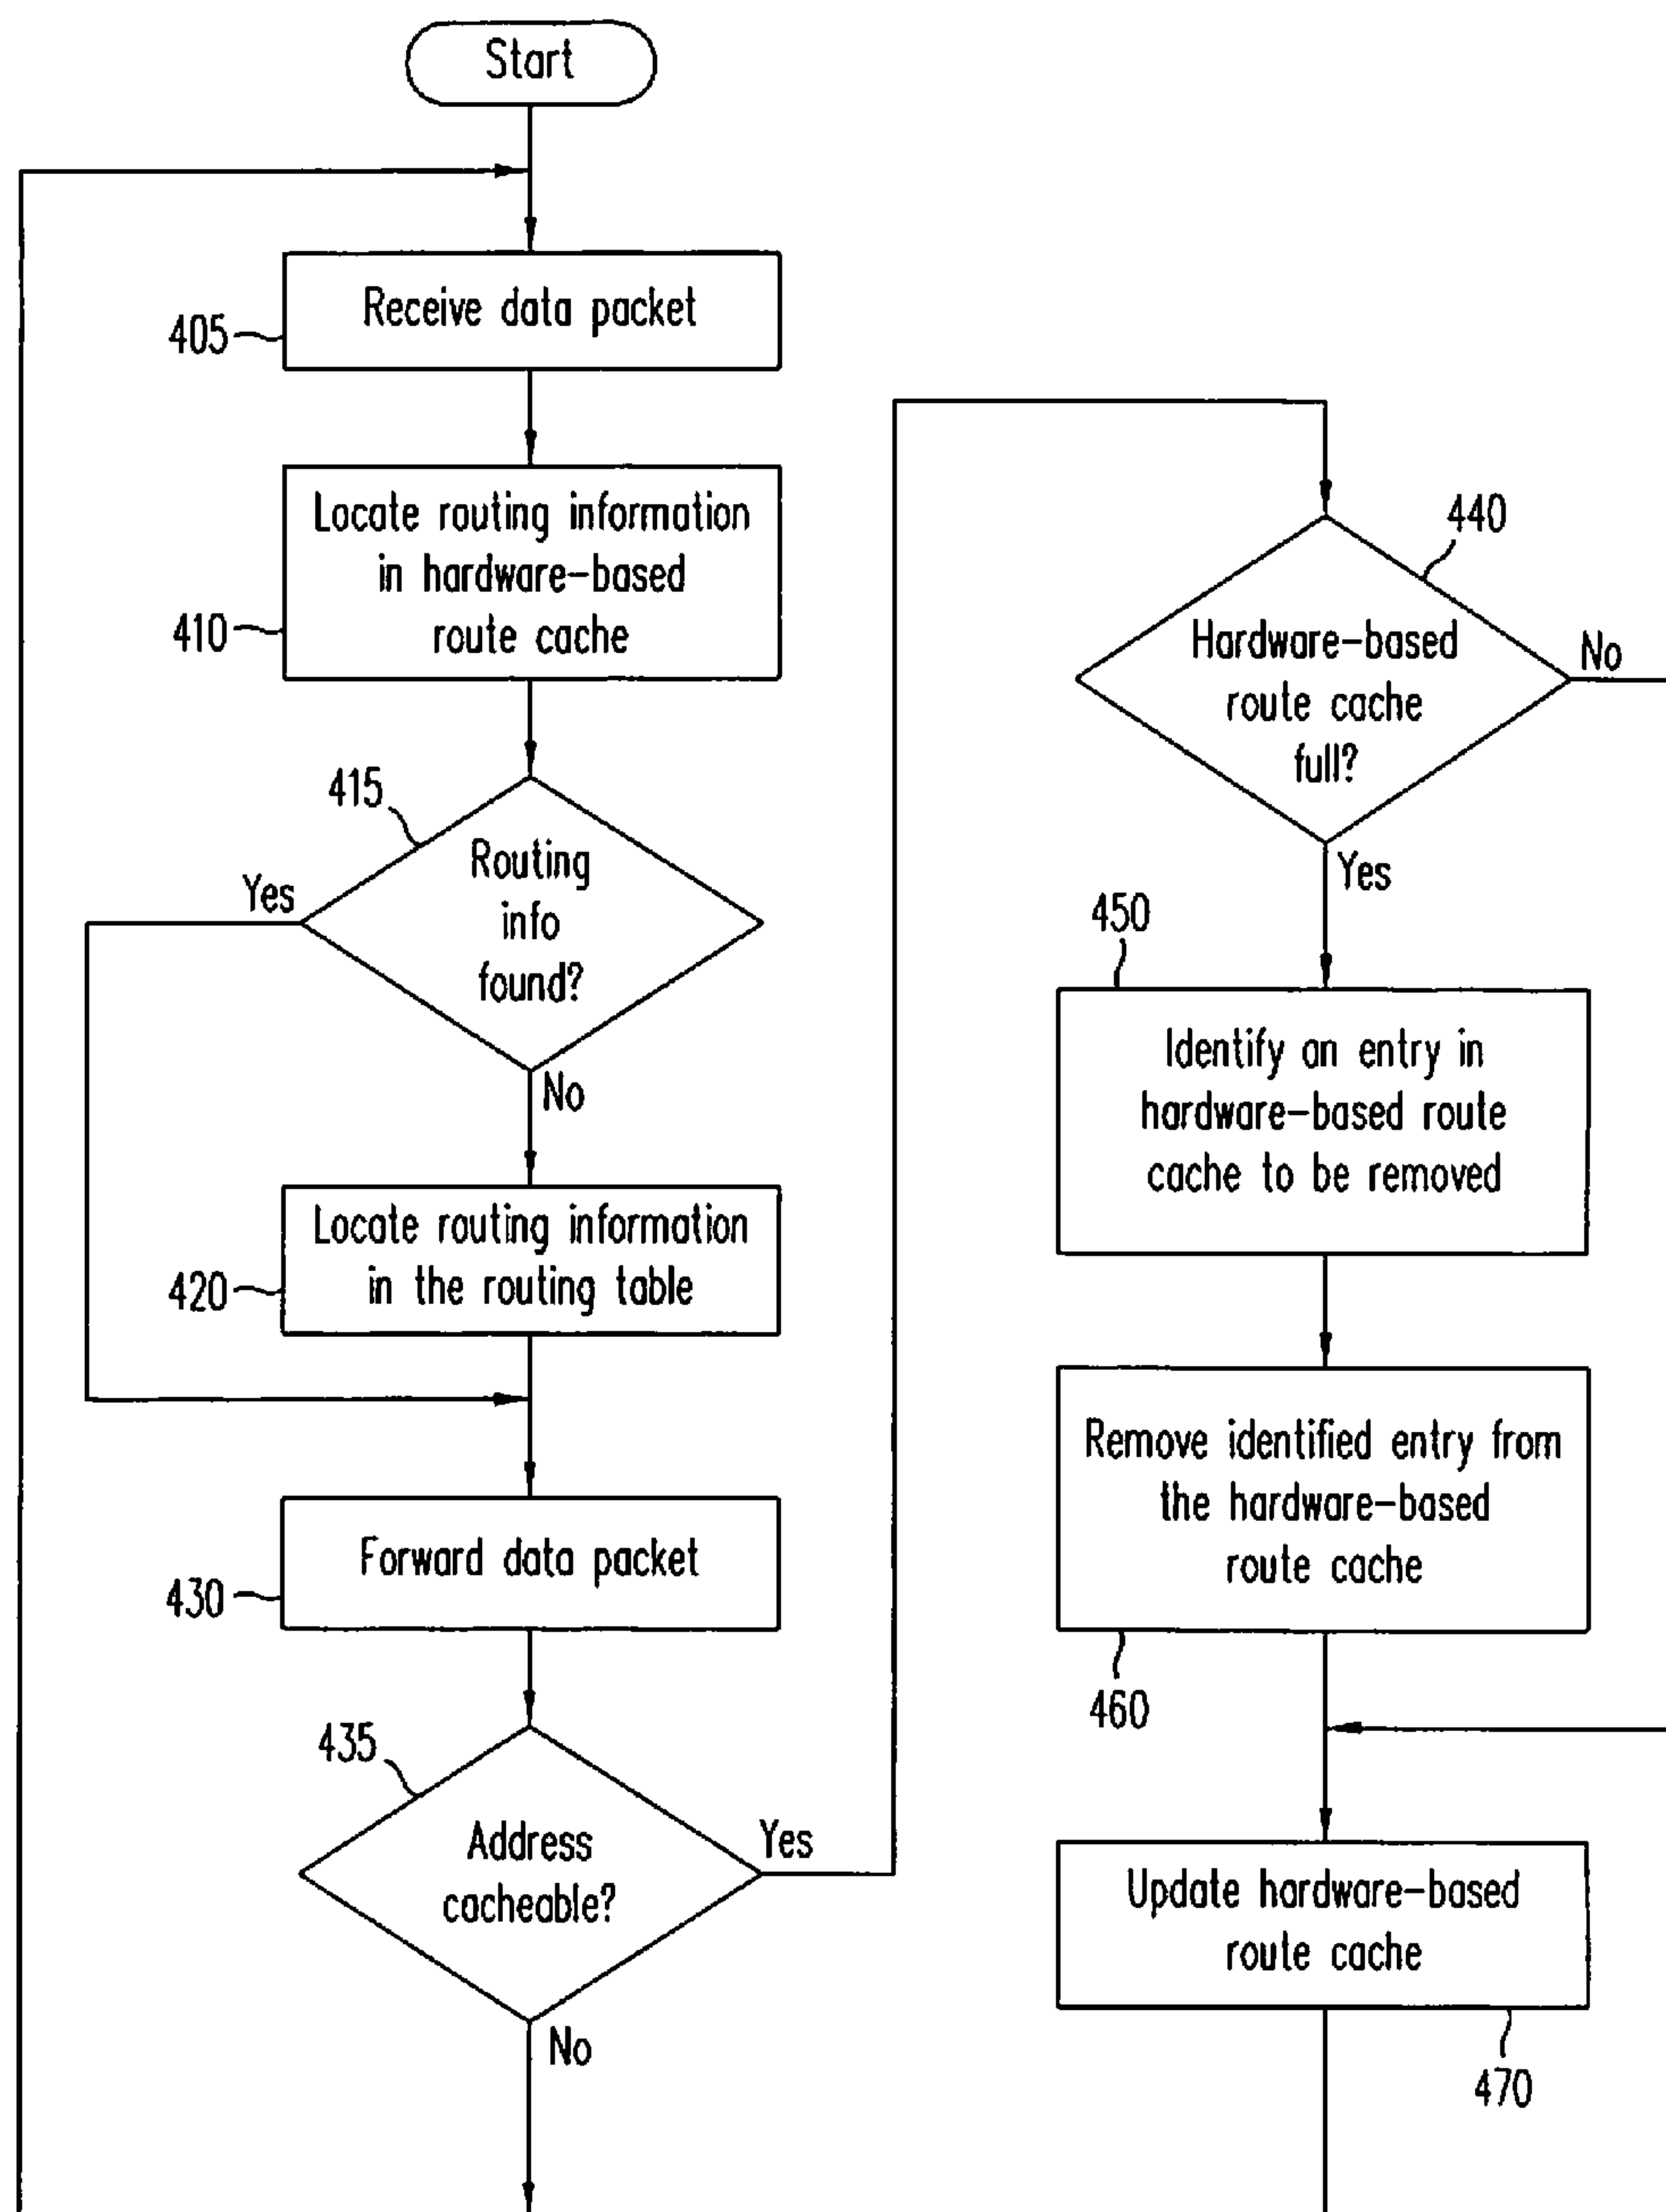 Start
Receive data packet
405
Locate routing information
in hardware-based
route cache
410
415
Routing
info
found?
Yes
No
Locate routing information
in the routing table
420
Forward data packet
430
435
Address
cacheable?
Yes
No
440
Hardware-based
route cache
full?
No
Yes
450
Identify an entry in
hardware-based route
cache to be removed
Remove identified entry from
the hardware-based
route cache
460
Update hardware-based
route cache
470